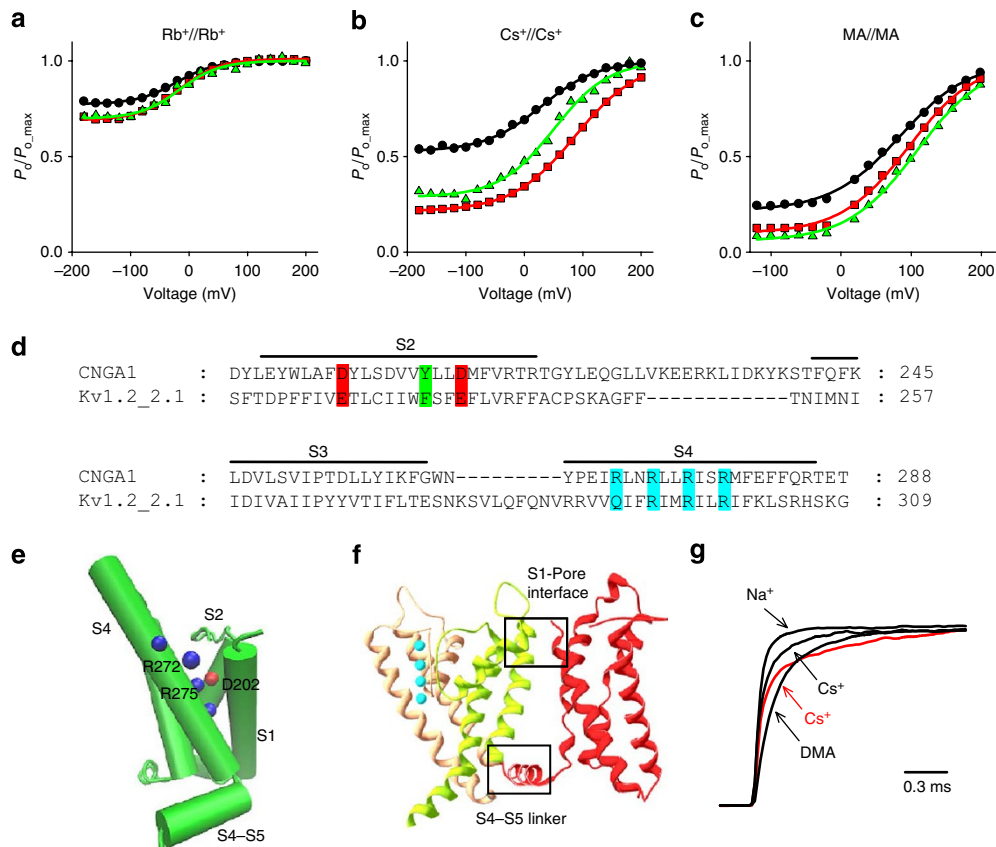 a
Rb⁺//Rb⁺
Pₒ/Pₒ_max
1.0
0.5
0.0
−200 −100 0 100 200
Voltage (mV)
b
Cs⁺//Cs⁺
Pₒ/Pₒ_max
1.0
0.5
0.0
−200 −100 0 100 200
Voltage (mV)
c
MA//MA
Pₒ/Pₒ_max
1.0
0.5
0.0
−100 0 100 200
Voltage (mV)
d
S2
CNGA1 : DYLEYWLAFDYLSDVVYLLDMFVRTRTGYLEQGLLVKEERKLIDKYKSTFQFK : 245
Kv1.2_2.1 : SFTDPFFIVETLCIIWFSFEFLVRFFACPSKAGFF------------TNIMNI : 257
S3 S4
CNGA1 : LDVLSVIPTDLLYIKFGWN---------YPEIRLNRLLRISRMFEFFQRTET : 288
Kv1.2_2.1 : IDIVAIIPYYVTIFLTESNKSVLQFQNVRRVVQIFRIMRILRIFKLSRHSKG : 309
e
S4
S2
R272
D202
R275
S1
S4–S5
f
S1-Pore
interface
S4–S5 linker
g
Na⁺
Cs⁺
Cs⁺
DMA
0.3 ms